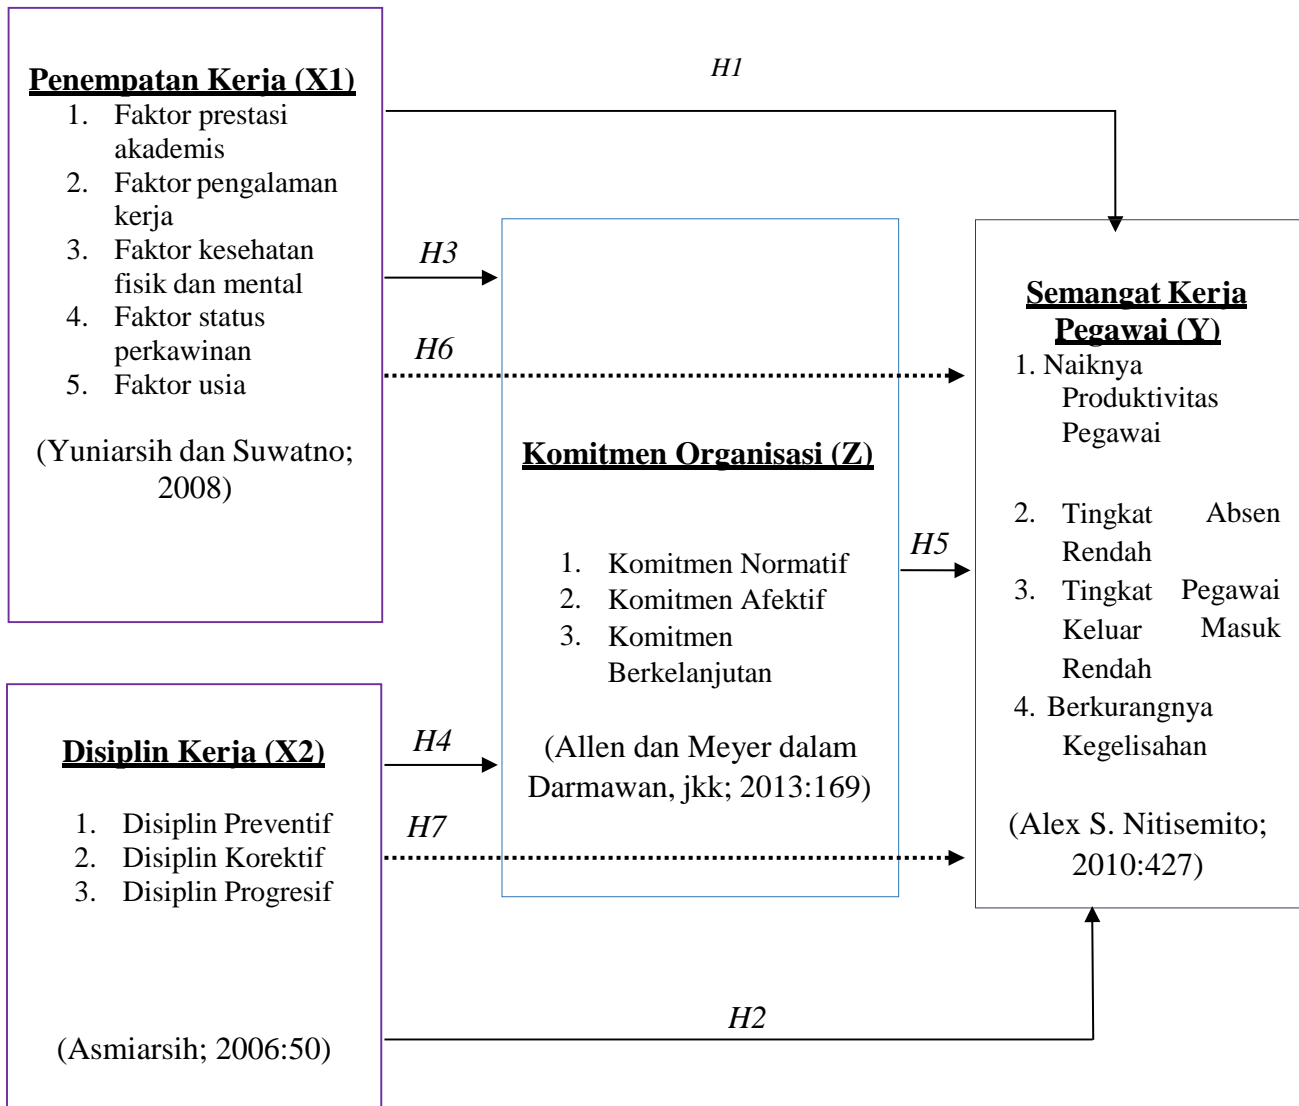 Penempatan Kerja (X1)
1. Faktor prestasi
akademis
2. Faktor pengalaman
kerja
3. Faktor kesehatan
fisik dan mental
4. Faktor status
perkawinan
5. Faktor usia
(Yuniarsih dan Suwatno;
2008)
H1
H3
H6
Komitmen Organisasi (Z)
1. Komitmen Normatif
2. Komitmen Afektif
3. Komitmen
Berkelanjutan
(Allen dan Meyer dalam
Darmawan, jkk; 2013:169)
H5
Semangat Kerja
Pegawai (Y)
1. Naiknya
Produktivitas
Pegawai
2. Tingkat Absen
Rendah
3. Tingkat Pegawai
Keluar Masuk
Rendah
4. Berkurangnya
Kegelisahan
(Alex S. Nitisemito;
2010:427)
Disiplin Kerja (X2)
1. Disiplin Preventif
2. Disiplin Korektif
3. Disiplin Progresif
(Asmiarsih; 2006:50)
H4
H7
H2